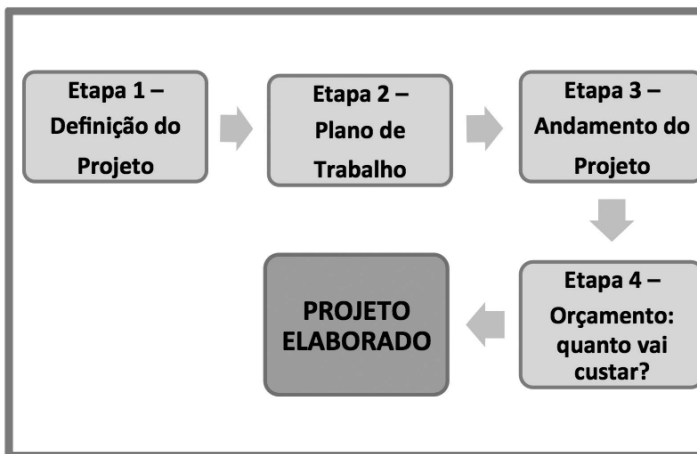 Etapa 1 –
Definição do
Projeto
Etapa 2 –
Plano de
Trabalho
Etapa 3 –
Andamento do
Projeto
Etapa 4 –
Orçamento:
quanto vai
custar?
PROJETO
ELABORADO